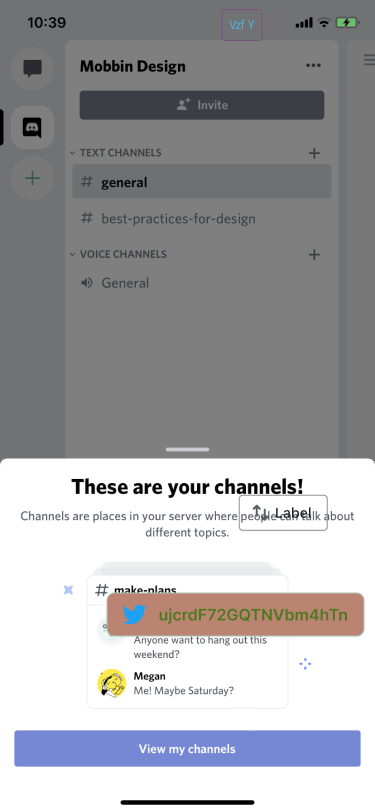 10:39
Vzf Y
Mobbin Design
Invite
TEXT CHANNELS
# general
# best-practices-for-design
VOICE CHANNELS
General
These are your channels!
Label
Channels are places in your server where people can talk about
different topics.
# make-plans
ujcrdF72GQTNVbm4hTn
Anyone want to hang out this
weekend?
Megan
Me! Maybe Saturday?
View my channels